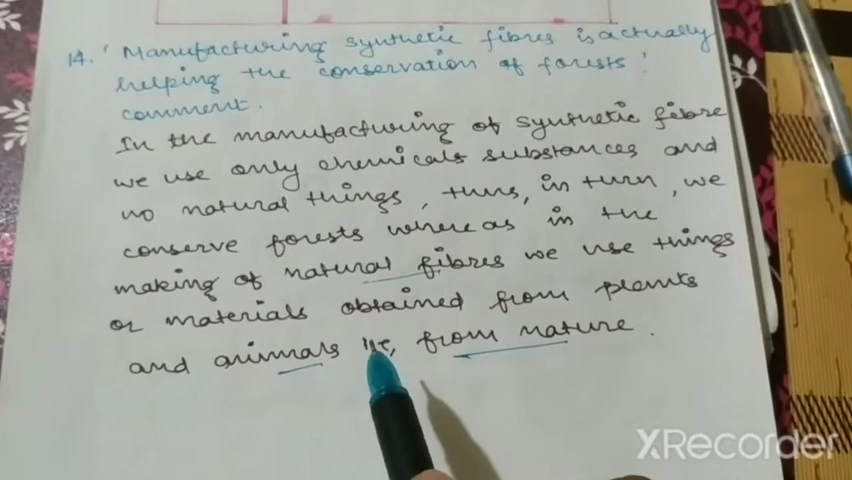 14. ' Manufacturing synthetic fibres is actually
helping the conservation of forests !
comment.
In the manufacturing of synthetic fibre
we use only chemicals substances and
no natural things, thus, in turn, we
conserve forests where as in the
making of natural fibres we use things
or materials obtained from plants
and animals ie, from nature.
XRecorder